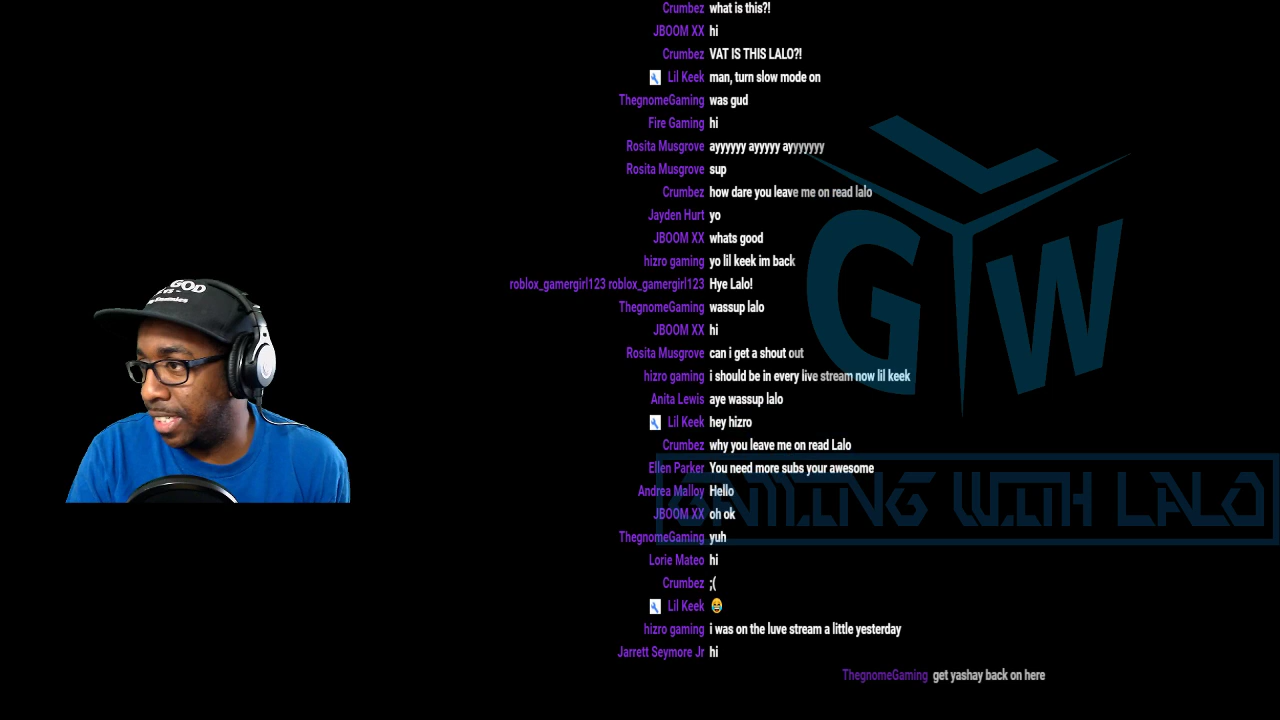 Crumbez what is this?!
JBOOM XX hi
Crumbez VAT IS THIS LALO?!
Lil Keek man, turn slow mode on
ThegnomeGaming was gud
Fire Gaming hi
Rosita Musgrove ayyyyyy ayyyyy ayyyyyyy
Rosita Musgrove sup
Crumbez how dare you leave me on read lalo
Jayden Hurt yo
JBOOM XX whats good
hizro gaming yo lil keek im back
roblox_gamergirl123 roblox_gamergirl123 Hye Lalo!
ThegnomeGaming wassup lalo
JBOOM XX hi
Rosita Musgrove can i get a shout out
hizro gaming i should be in every live stream now lil keek
Anita Lewis aye wassup lalo
Lil Keek hey hizro
Crumbez why you leave me on read Lalo
Ellen Parker You need more subs your awesome
Andrea Malloy Hello
JBOOM XX oh ok
ThegnomeGaming yuh
Lorie Mateo hi
Crumbez ;(
Lil Keek 😂
hizro gaming i was on the luve stream a little yesterday
Jarrett Seymore Jr hi
ThegnomeGaming get yashay back on here
GW
GAMING WITH LALO
GOD